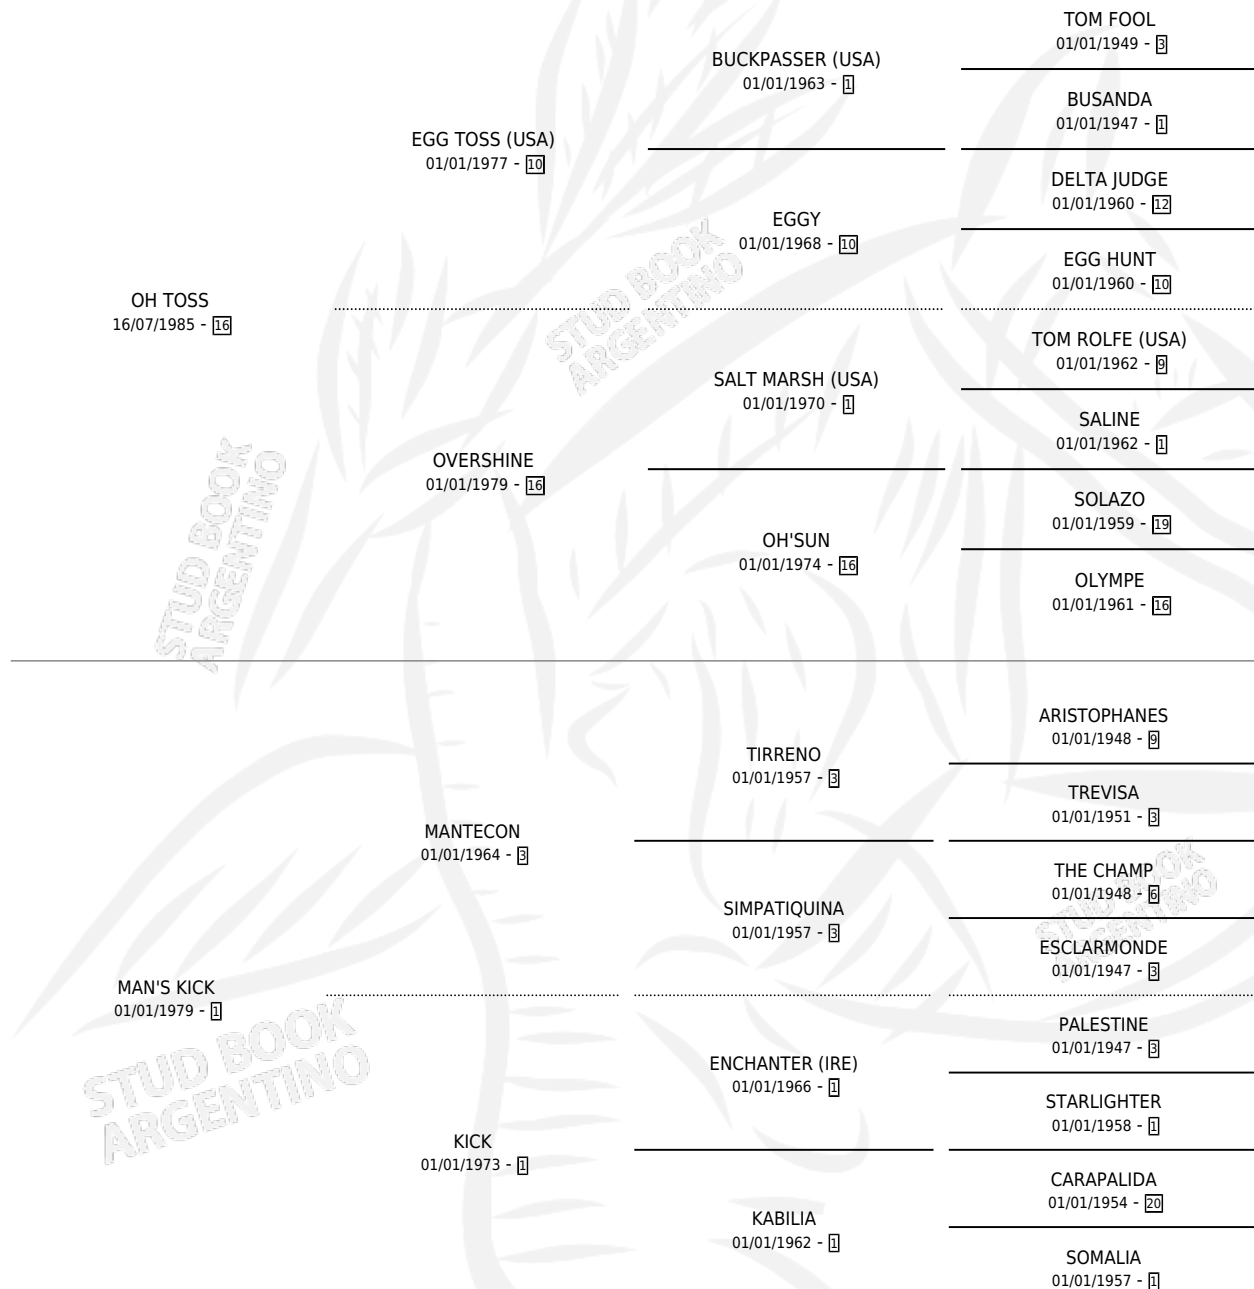 TOM FOOL
01/01/1949 - 3
BUCKPASSER (USA)
01/01/1963 - 1
BUSANDA
01/01/1947 - 1
EGG TOSS (USA)
01/01/1977 - 10
DELTA JUDGE
01/01/1960 - 12
EGGY
01/01/1968 - 10
EGG HUNT
01/01/1960 - 10
OH TOSS
16/07/1985 - 16
TOM ROLFE (USA)
01/01/1962 - 9
SALT MARSH (USA)
01/01/1970 - 1
SALINE
01/01/1962 - 1
OVERSHINE
01/01/1979 - 16
SOLAZO
01/01/1959 - 19
OH'SUN
01/01/1974 - 16
OLYMPE
01/01/1961 - 16
ARISTOPHANES
01/01/1948 - 9
TIRRENO
01/01/1957 - 3
TREVISA
01/01/1951 - 3
MANTECON
01/01/1964 - 3
THE CHAMP
01/01/1948 - 6
SIMPATIQUINA
01/01/1957 - 3
ESCLARMONDE
01/01/1947 - 3
MAN'S KICK
01/01/1979 - 1
PALESTINE
01/01/1947 - 3
ENCHANTER (IRE)
01/01/1966 - 1
STARLIGHTER
01/01/1958 - 1
KICK
01/01/1973 - 1
CARAPALIDA
01/01/1954 - 20
KABILIA
01/01/1962 - 1
SOMALIA
01/01/1957 - 1
STUD BOOK
ARGENTINO
STUD BOOK
ARGENTINO
STUD BOOK
ARGENTINO
STUD BOOK
ARGENTINO